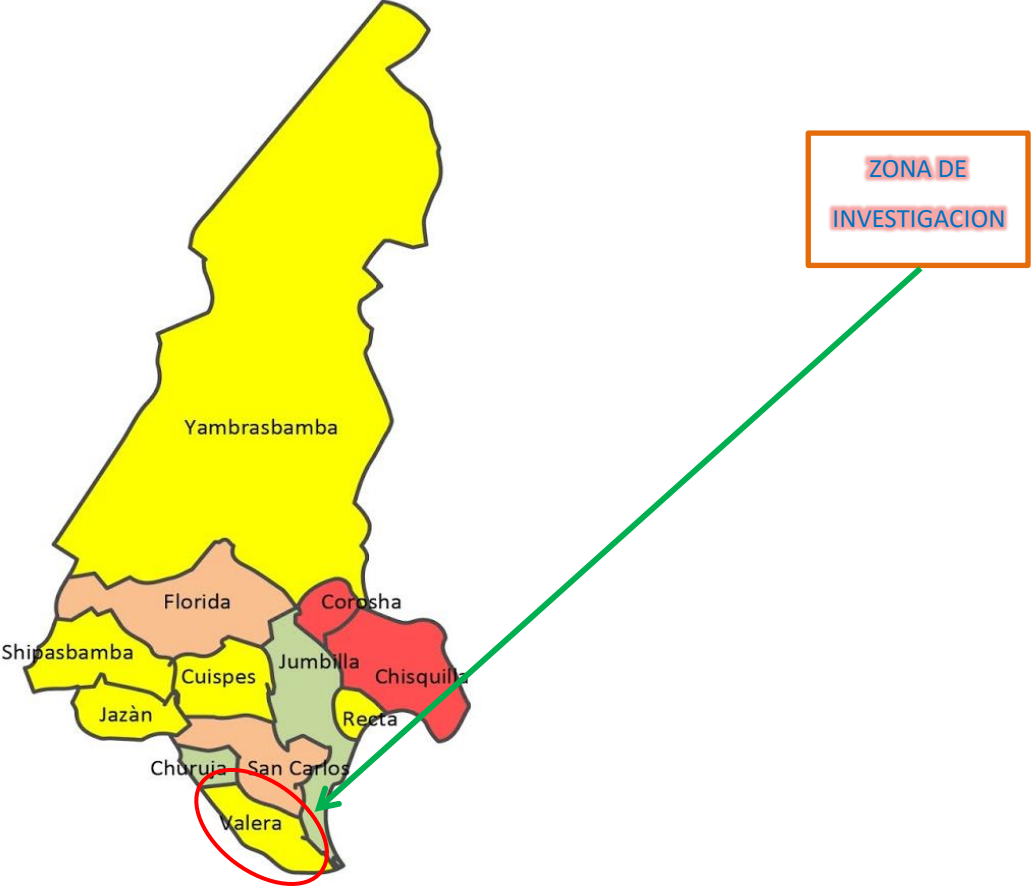 ZONA DE
INVESTIGACION
Yambrasbamba
Florida
Corosha
Shipasbamba
Cuispes
Jumbilla
Chisquilla
Jazàn
Recta
Churuja
San Carlos
Valera